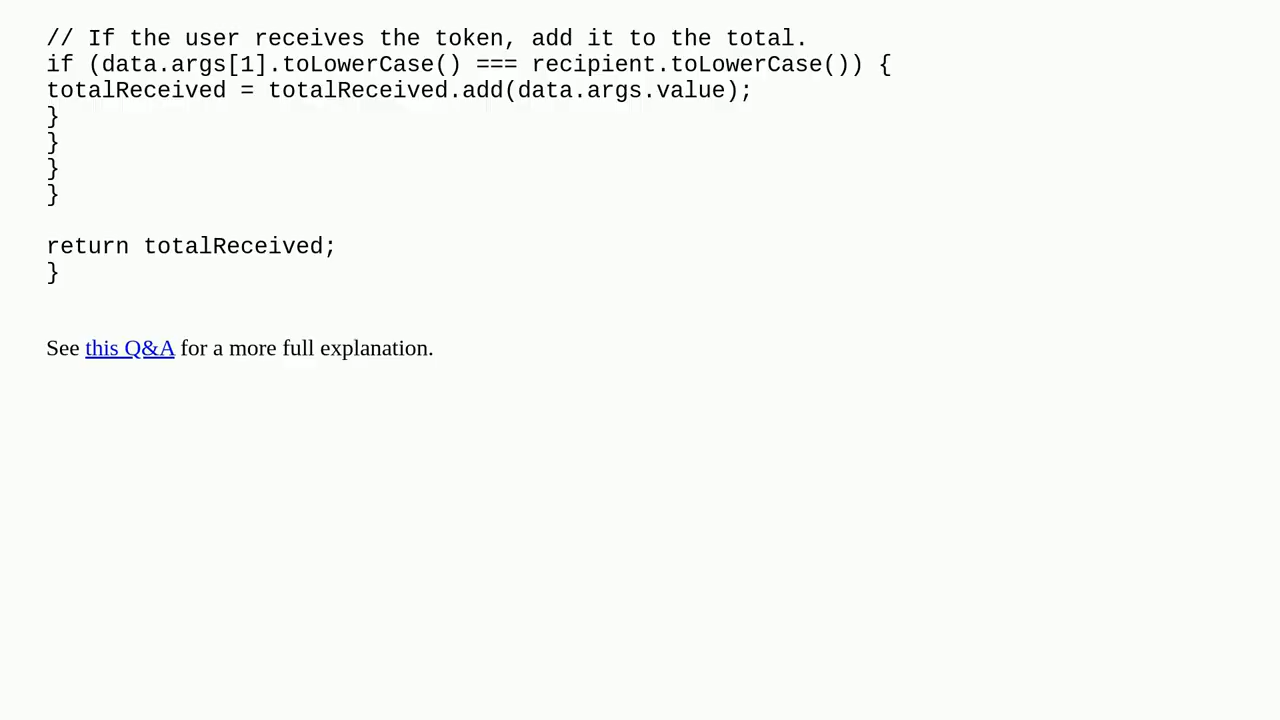 // If the user receives the token, add it to the total.
if (data.args[1].toLowerCase() === recipient.toLowerCase()) {
totalReceived = totalReceived.add(data.args.value);
}
}
}
}
return totalReceived;
}
See this Q&A for a more full explanation.